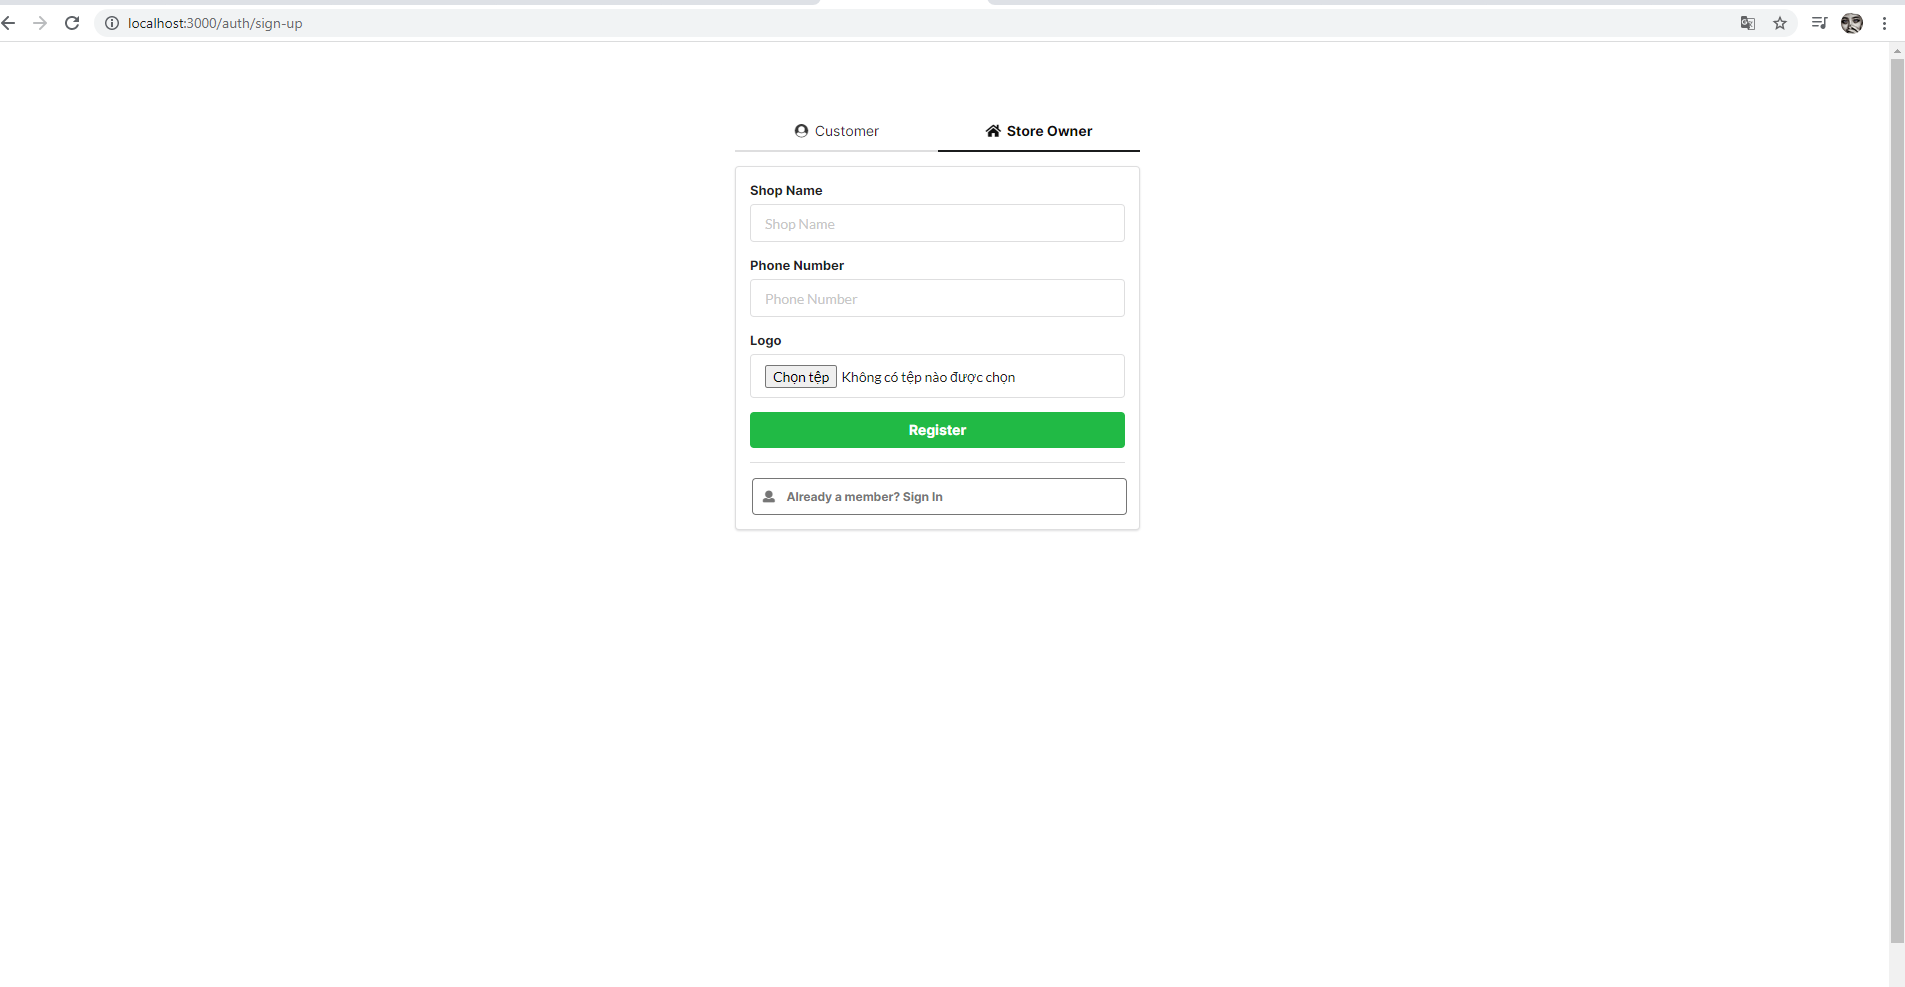 localhost:3000/auth/sign-up
Customer
Store Owner
Shop Name
Shop Name
Phone Number
Phone Number
Logo
Chọn tệp Không có tệp nào được chọn
Register
Already a member? Sign In